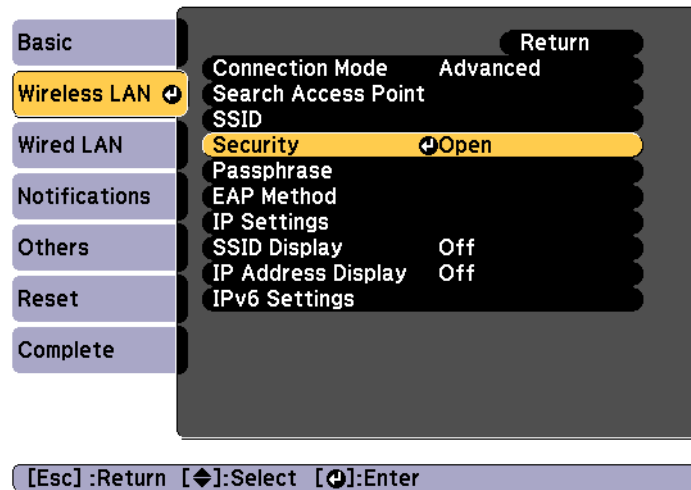 Basic
Wireless LAN
Wired LAN
Notifications
Others
Reset
Complete
Return
Connection Mode Advanced
Search Access Point
SSID
Security Open
Passphrase
EAP Method
IP Settings
SSID Display Off
IP Address Display Off
IPv6 Settings
[Esc] :Return [◆]:Select [⏎]:Enter